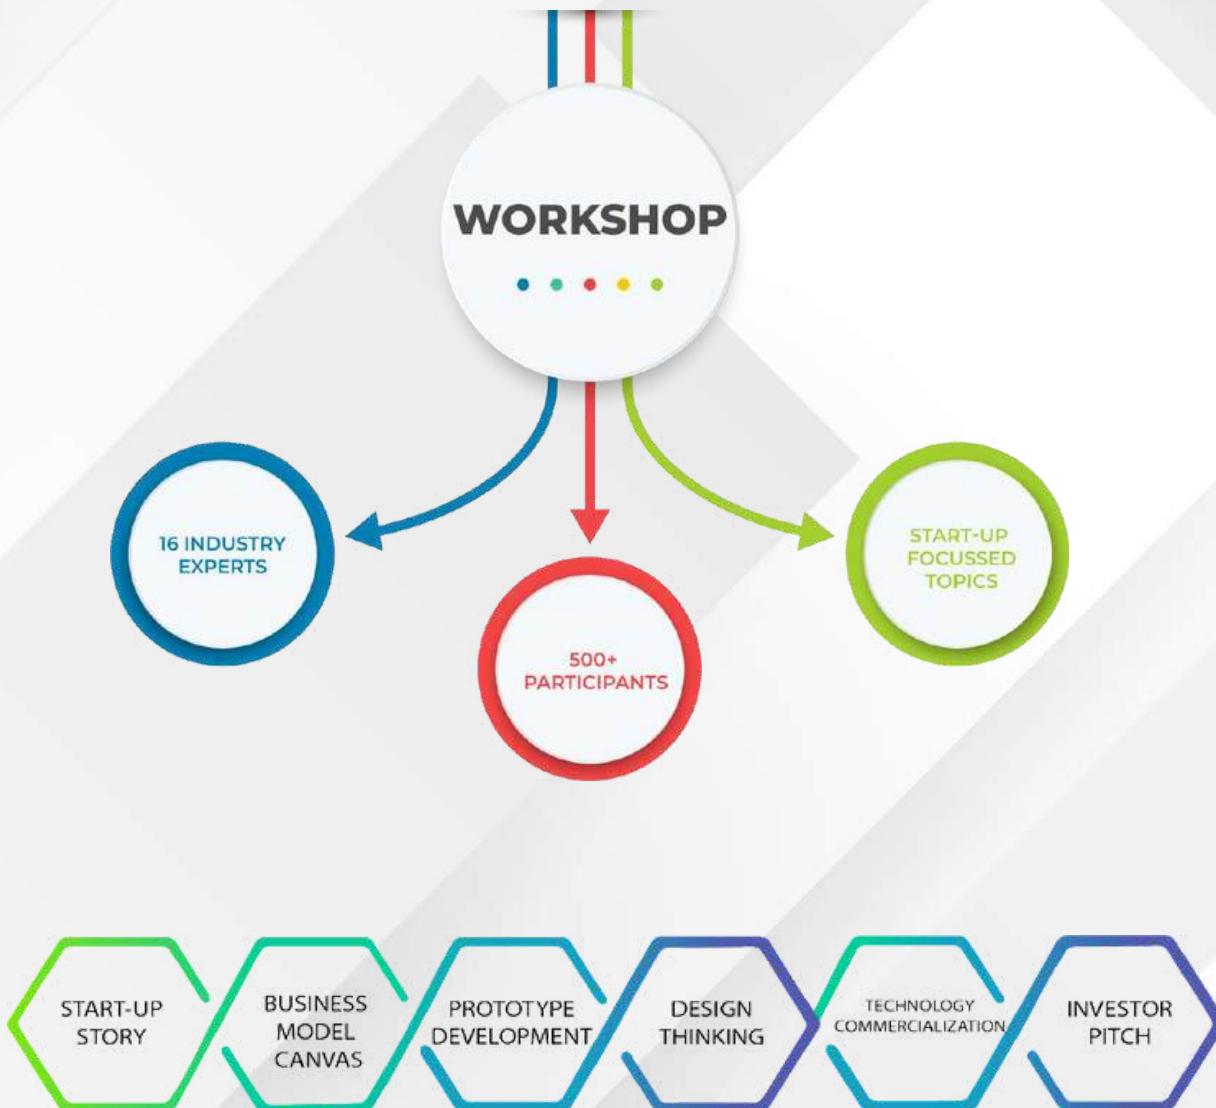 WORKSHOP
16 INDUSTRY
EXPERTS
500+
PARTICIPANTS
START-UP
FOCUSSED
TOPICS
START-UP
STORY
BUSINESS
MODEL
CANVAS
PROTOTYPE
DEVELOPMENT
DESIGN
THINKING
TECHNOLOGY
COMMERCIALIZATION
INVESTOR
PITCH